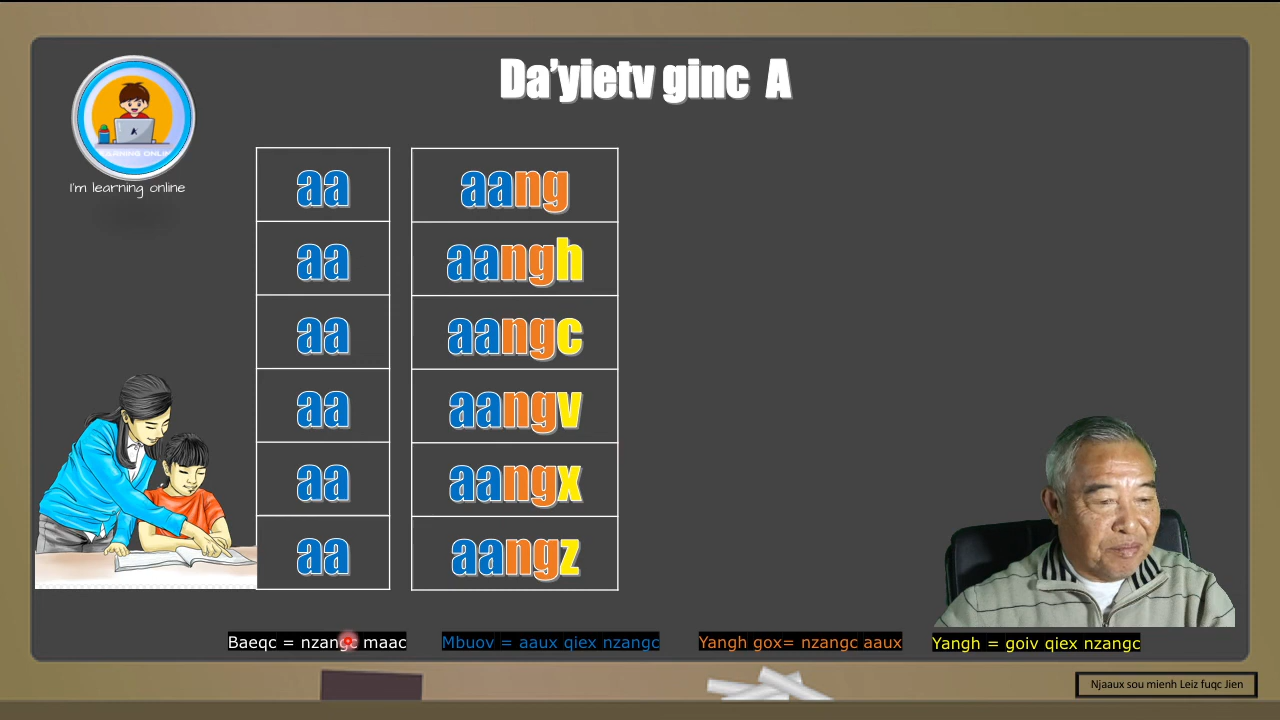 Da’yietv ginc A
I'm learning online
aa aang
aa aangh
aa aangc
aa aangv
aa aangx
aa aangz
Baeqc = nzangc maac
Mbuov = aaux qiex nzangc
Yangh gox= nzangc aaux
Yangh = goiv qiex nzangc
Njaaux sou mienh Leiz fuqc Jien